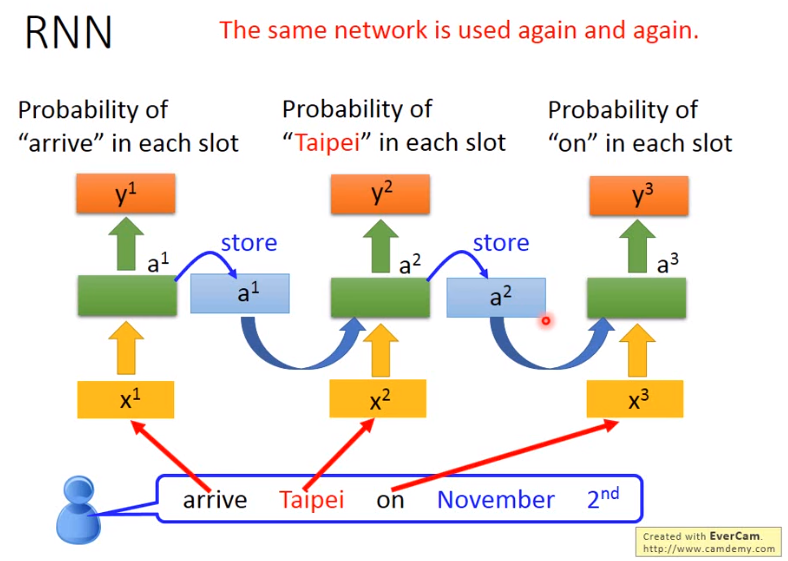 RNN
The same network is used again and again.
Probability of
“arrive” in each slot
Probability of
“Taipei” in each slot
Probability of
“on” in each slot
y¹
y²
y³
store
store
a¹
a²
a³
a¹
a²
x¹
x²
x³
arrive Taipei on November 2ⁿᵈ
Created with EverCam.
http://www.camdemy.com